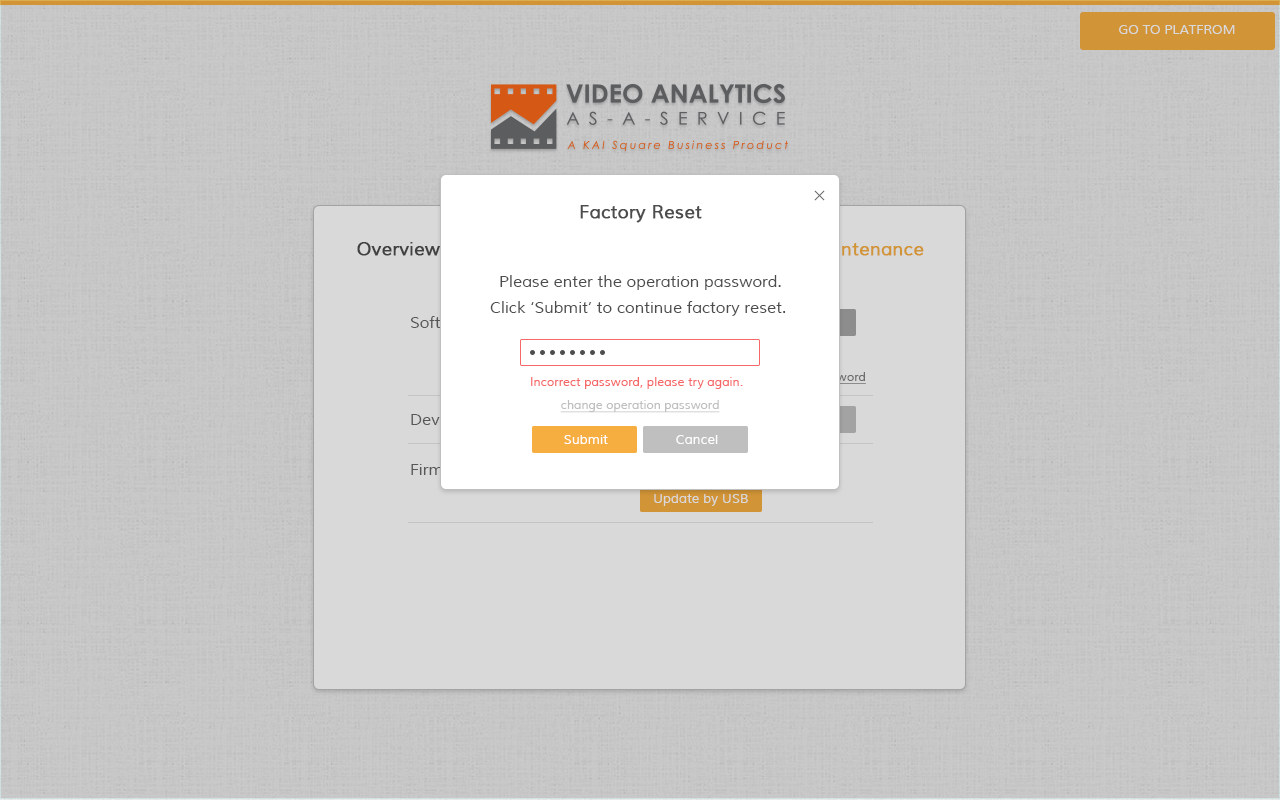 GO TO PLATFROM
VIDEO ANALYTICS
AS-A-SERVICE
A KAI Square Business Product
Factory Reset
Overview
ntenance
Please enter the operation password.
Click ‘Submit’ to continue factory reset.
Soft
Incorrect password, please try again.
word
change operation password
Dev
Submit
Cancel
Firm
Update by USB